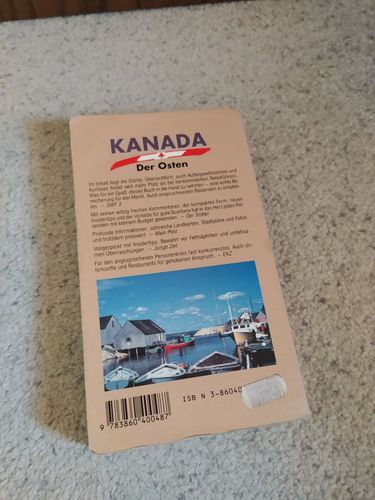 KANADA
Der Osten
Im Inhalt liegt die Stärke. Übersichtlich, auch Außergewöhnliches und
Kurioses findet weit mehr Platz als bei herkömmlichen Reiseführern.
Was für ein Spaß, dieses Buch in die Hand zu nehmen – eine echte Be-
reicherung für den Markt. Auch anspruchsvollen Reisenden zu empfeh-
len. – SWF 3
Mit seinen witzig-frechen Kommentaren, der kompakten Form, neuen
Insidertips und der Vorliebe für gute Quartiere hat er das Herz jedes Rei-
senden mit kleinem Budget gewonnen. – Der Trotter
Profunde Informationen, zahlreiche Landkarten, Stadtpläne und Fotos
und trotzdem preiswert. – Main Post
Vollgespickt mit Insidertips. Bewahrt vor Fettnäpfchen und unliebsa-
men Überraschungen. – Junge Zeit
Für den angesprochenen Personenkreis fast konkurrenzlos. Auch Un-
terkünfte und Restaurants für gehobenen Anspruch. – EKZ
ISB N 3-86040
9 783860 400487